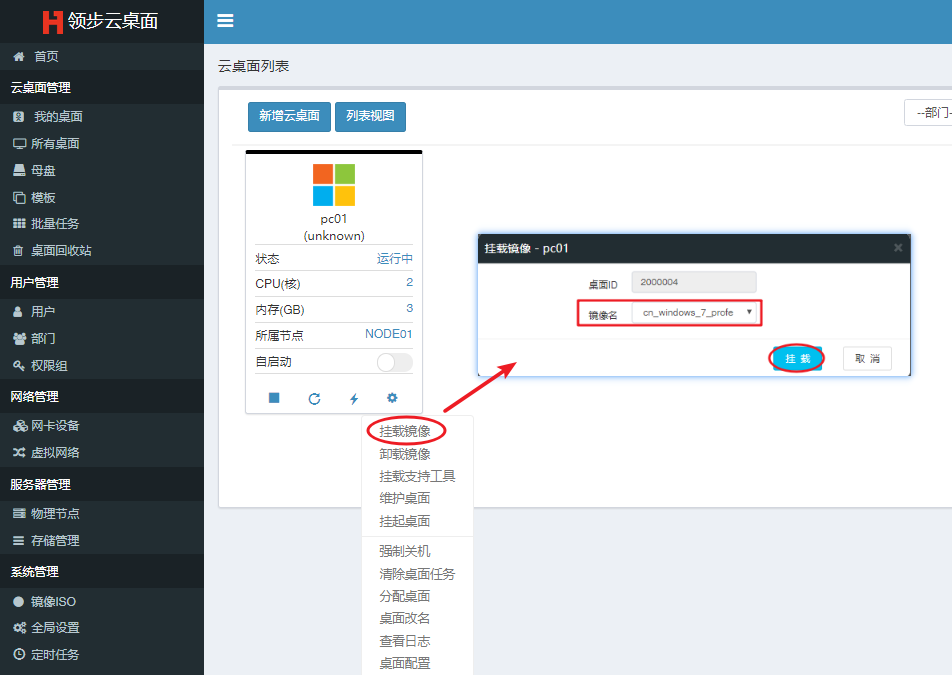 领步云桌面
首页
云桌面管理
我的桌面
所有桌面
母盘
模板
批量任务
桌面回收站
用户管理
用户
部门
权限组
网络管理
网卡设备
虚拟网络
服务器管理
物理节点
存储管理
系统管理
镜像ISO
全局设置
定时任务
云桌面列表
新增云桌面 列表视图
--部门-
pc01
(unknown)
状态 运行中
CPU(核) 2
内存(GB) 3
所属节点 NODE01
自启动
挂载镜像
卸载镜像
挂载支持工具
维护桌面
挂起桌面
强制关机
清除桌面任务
分配桌面
桌面改名
查看日志
桌面配置
挂载镜像 - pc01 ×
桌面ID 2000004
镜像名 cn_windows_7_profe
挂 载 取 消